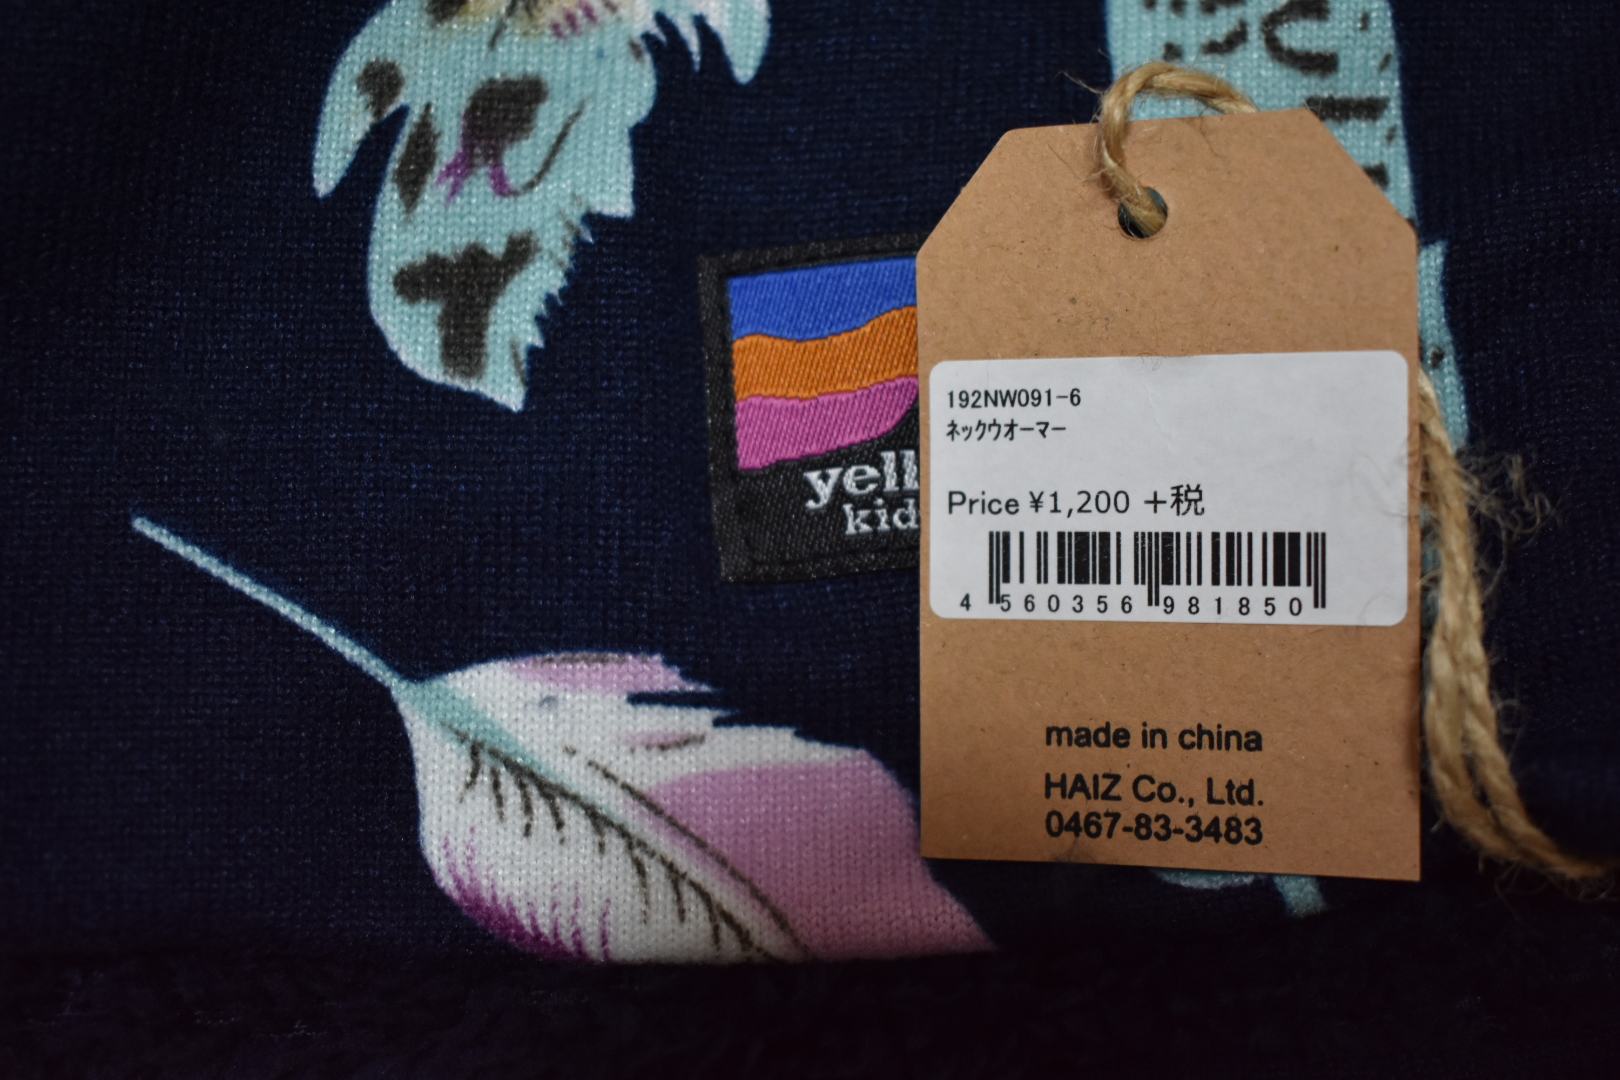 yell
kid
192NW091-6
ネックウオーマー
Price ¥1,200 +税
4 560356 981850
made in china
HAIZ Co., Ltd.
0467-83-3483